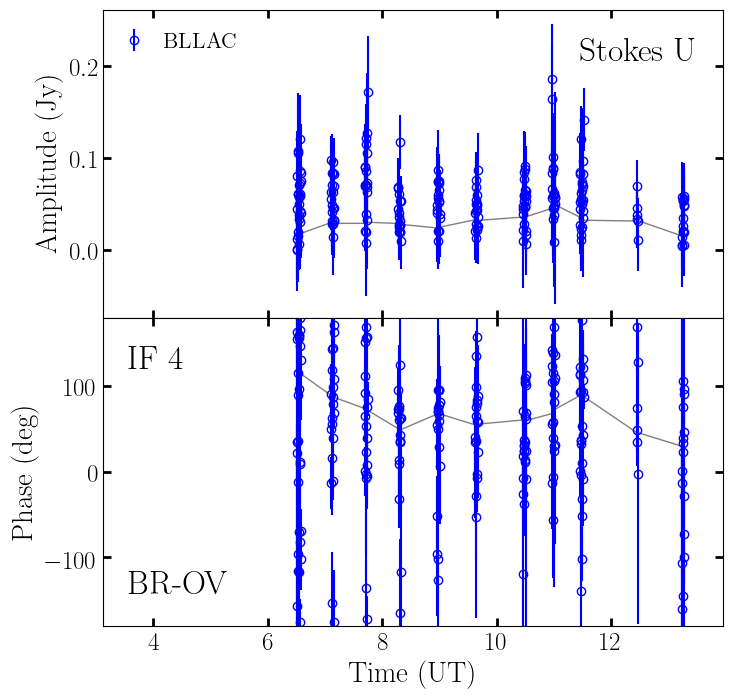 BLLAC
Stokes U
Amplitude (Jy)
0.2
0.1
0.0
IF 4
BR-OV
Phase (deg)
100
0
−100
4 6 8 10 12
Time (UT)